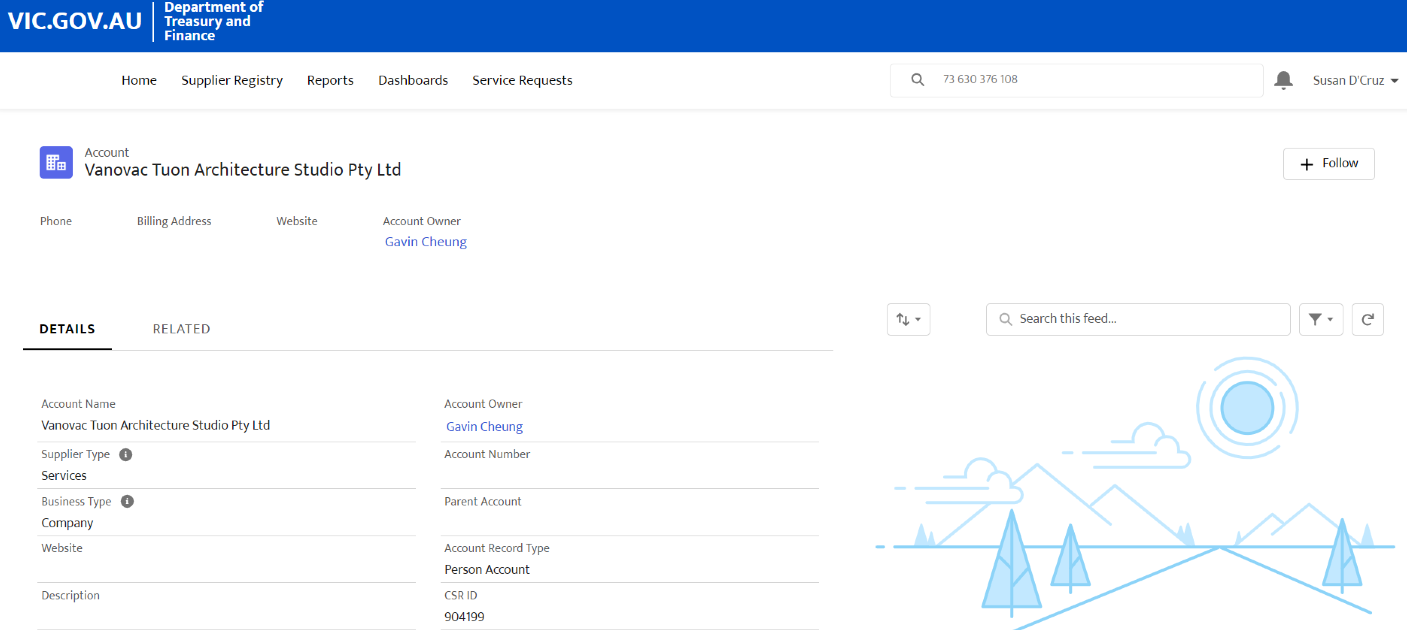 VIC.GOV.AU
Department of
Treasury and
Finance
Home Supplier Registry Reports Dashboards Service Requests
73 630 376 108
Susan D'Cruz
Account
Vanovac Tuon Architecture Studio Pty Ltd
Follow
Phone Billing Address Website Account Owner
Gavin Cheung
DETAILS RELATED
Search this feed...
Account Name Account Owner
Vanovac Tuon Architecture Studio Pty Ltd Gavin Cheung
Supplier Type Account Number
Services
Business Type Parent Account
Company
Website Account Record Type
Person Account
Description CSR ID
904199